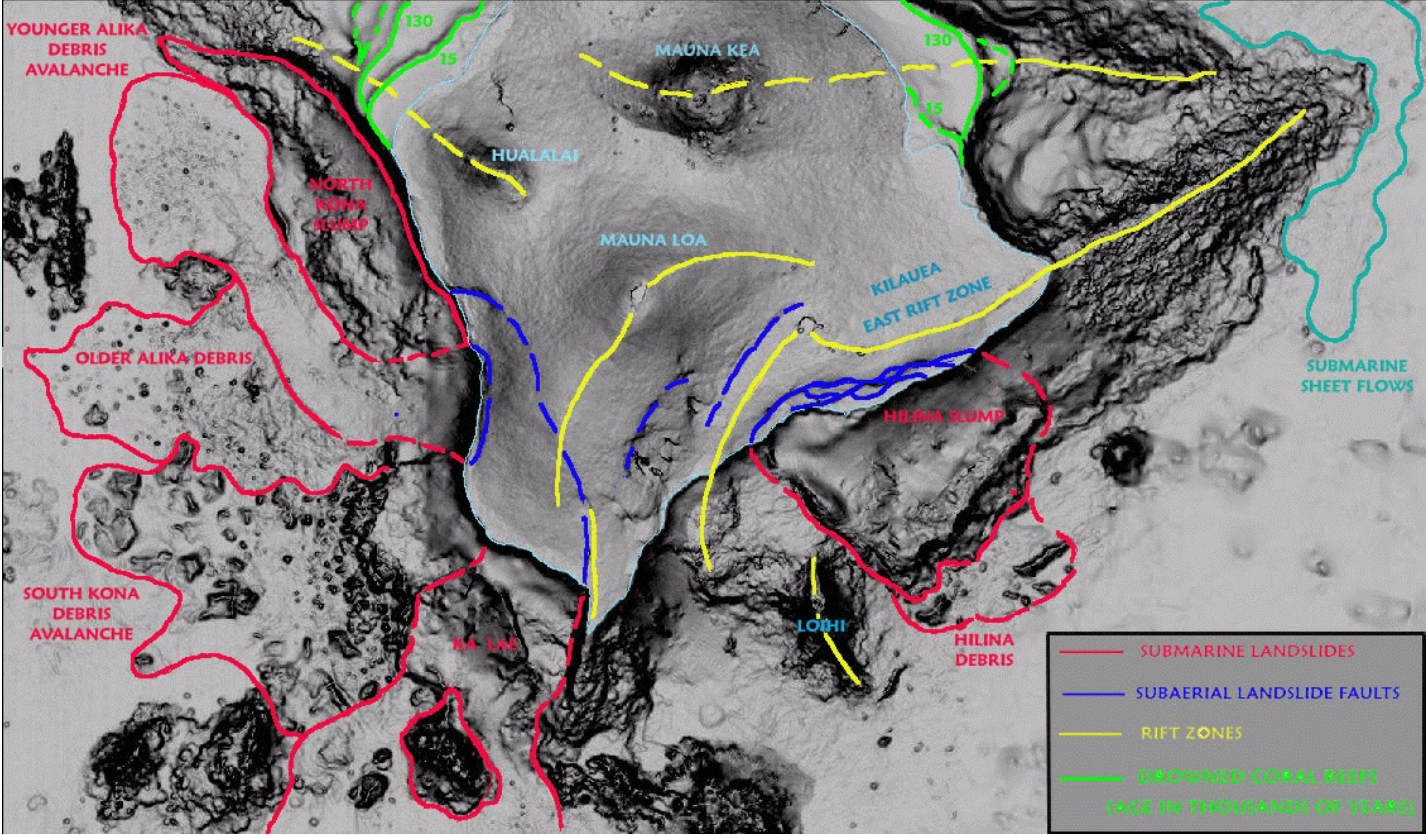 YOUNGER ALIKA
DEBRIS
AVALANCHE
130
15
MAUNA KEA
130
15
HUALALAI
NORTH
KONA
SLUMP
MAUNA LOA
KILAUEA
EAST RIFT ZONE
OLDER ALIKA DEBRIS
SUBMARINE
SHEET FLOWS
HILINA SLUMP
SOUTH KONA
DEBRIS
AVALANCHE
KA LAE
LOIHI
HILINA
DEBRIS
SUBMARINE LANDSLIDES
SUBAERIAL LANDSLIDE FAULTS
RIFT ZONES
DROWNED CORAL REEFS
(AGE IN THOUSANDS OF YEARS)